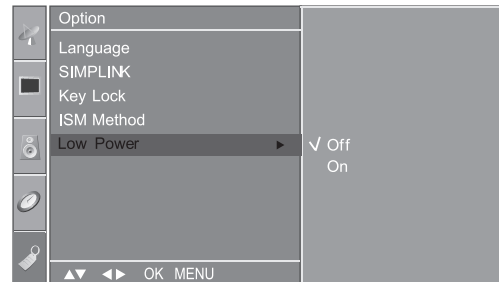 Option
Language
SIMPLINK
Key Lock
ISM Method
Low Power ►
√ Off
On
▲▼ ◄► OK MENU